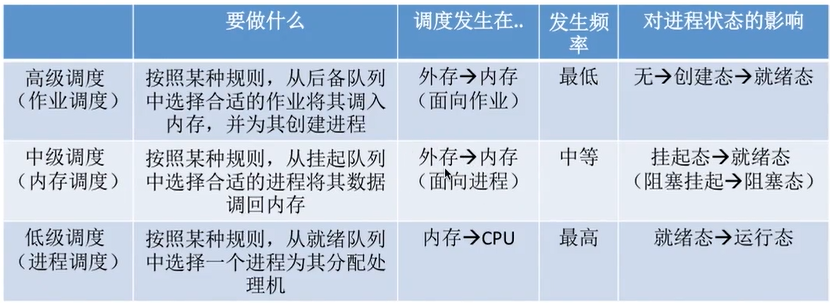 要做什么
调度发生在..
发生频
率
对进程状态的影响
高级调度
（作业调度）
按照某种规则，从后备队列
中选择合适的作业将其调入
内存，并为其创建进程
外存→内存
（面向作业）
最低
无→创建态→就绪态
中级调度
（内存调度）
按照某种规则，从挂起队列
中选择合适的进程将其数据
调回内存
外存→内存
（面向进程）
中等
挂起态→就绪态
（阻塞挂起→阻塞态）
低级调度
（进程调度）
按照某种规则，从就绪队列
中选择一个进程为其分配处
理机
内存→CPU
最高
就绪态→运行态